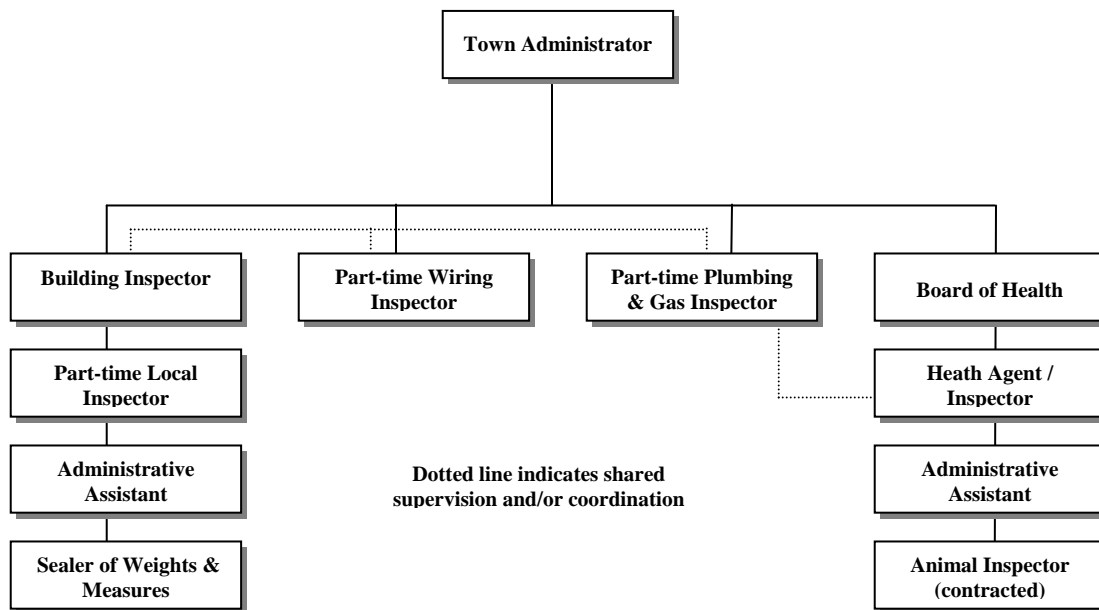 Town Administrator
Building Inspector
Part-time Wiring
Inspector
Part-time Plumbing
& Gas Inspector
Board of Health
Part-time Local
Inspector
Heath Agent /
Inspector
Administrative
Assistant
Dotted line indicates shared
supervision and/or coordination
Administrative
Assistant
Sealer of Weights &
Measures
Animal Inspector
(contracted)